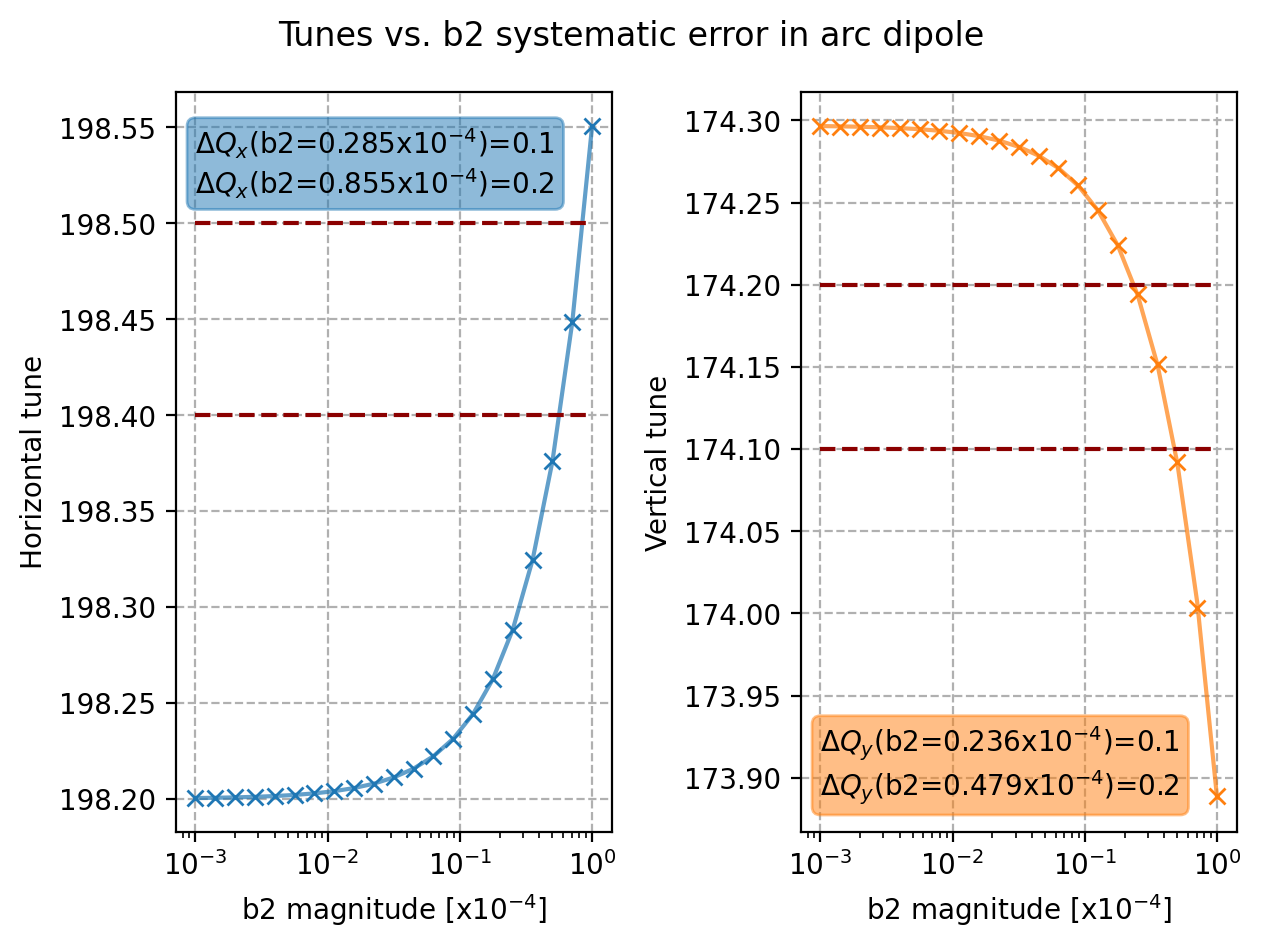 Tunes vs. b2 systematic error in arc dipole
Horizontal tune
198.55
198.50
198.45
198.40
198.35
198.30
198.25
198.20
ΔQₓ(b2=0.285x10⁻⁴)=0.1
ΔQₓ(b2=0.855x10⁻⁴)=0.2
10⁻³ 10⁻² 10⁻¹ 10⁰
b2 magnitude [x10⁻⁴]
Vertical tune
174.30
174.25
174.20
174.15
174.10
174.05
174.00
173.95
173.90
ΔQ_y(b2=0.236x10⁻⁴)=0.1
ΔQ_y(b2=0.479x10⁻⁴)=0.2
10⁻³ 10⁻² 10⁻¹ 10⁰
b2 magnitude [x10⁻⁴]